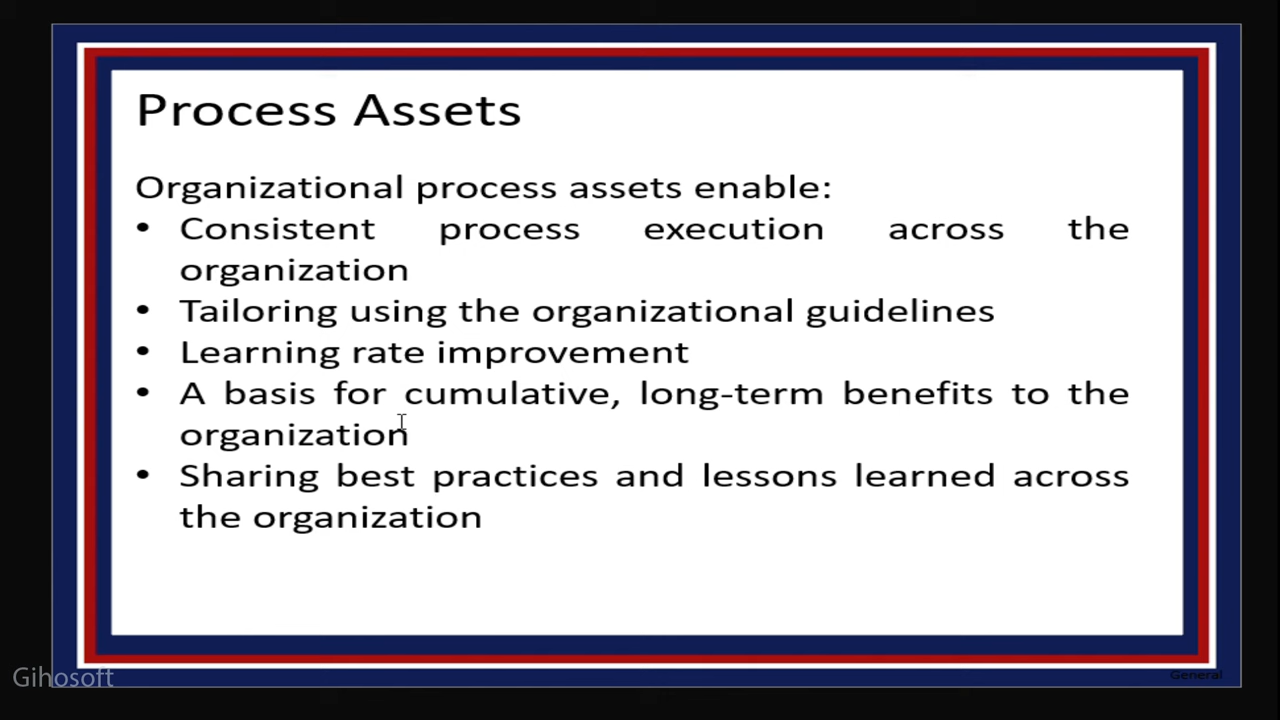 Process Assets
Organizational process assets enable:
• Consistent process execution across the
organization
• Tailoring using the organizational guidelines
• Learning rate improvement
• A basis for cumulative, long-term benefits to the
organization
• Sharing best practices and lessons learned across
the organization
Gihosoft
General